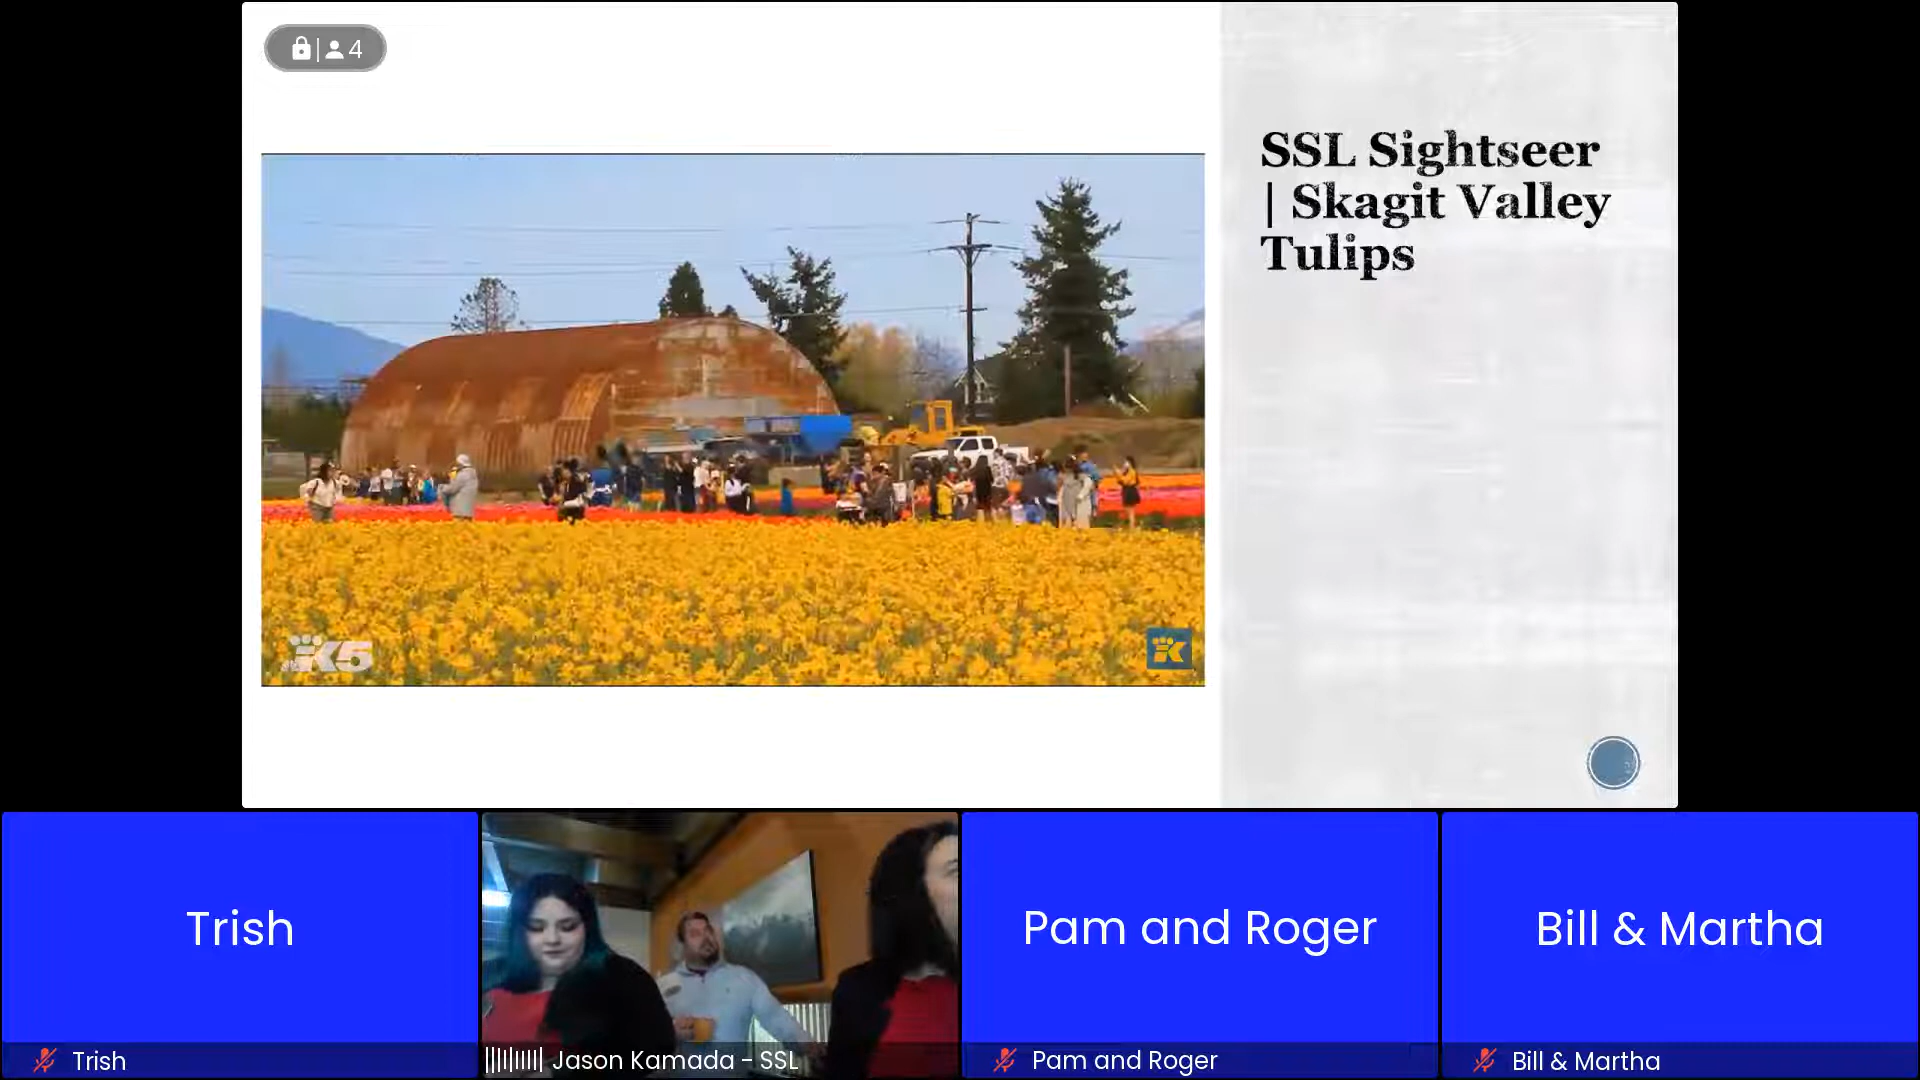 4
SSL Sightseer
| Skagit Valley
Tulips
K5
K
Trish
Pam and Roger
Bill & Martha
Trish
Jason Kamada - SSL
Pam and Roger
Bill & Martha